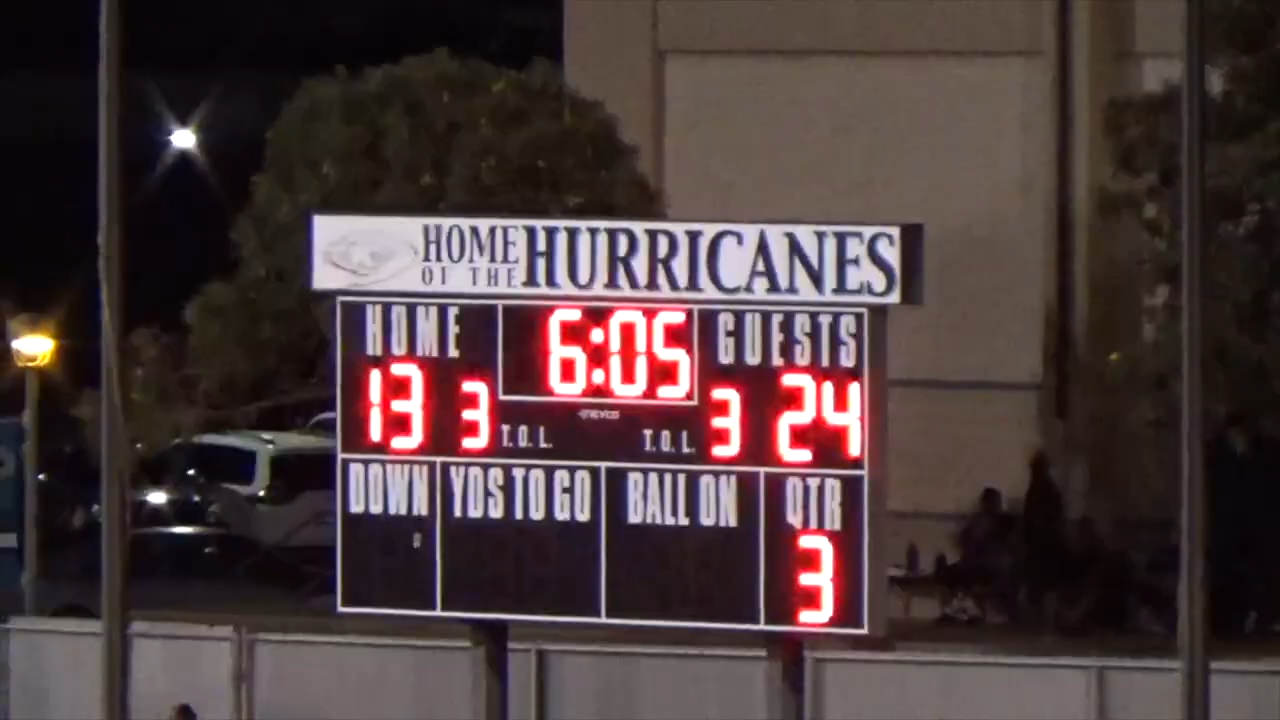 HOME OF THE HURRICANES
HOME 6:05 GUESTS
13 3 T.O.L. T.O.L. 3 24
DOWN YDS TO GO BALL ON QTR
3